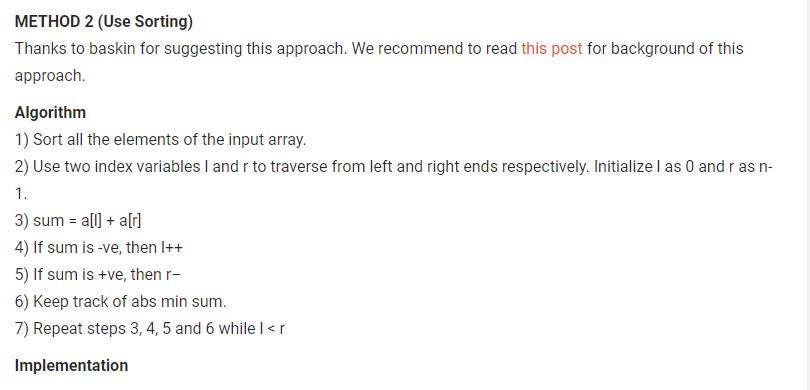 METHOD 2 (Use Sorting)
Thanks to baskin for suggesting this approach. We recommend to read this post for background of this
approach.
Algorithm
1) Sort all the elements of the input array.
2) Use two index variables l and r to traverse from left and right ends respectively. Initialize l as 0 and r as n-
1.
3) sum = a[l] + a[r]
4) If sum is -ve, then l++
5) If sum is +ve, then r–
6) Keep track of abs min sum.
7) Repeat steps 3, 4, 5 and 6 while l < r
Implementation